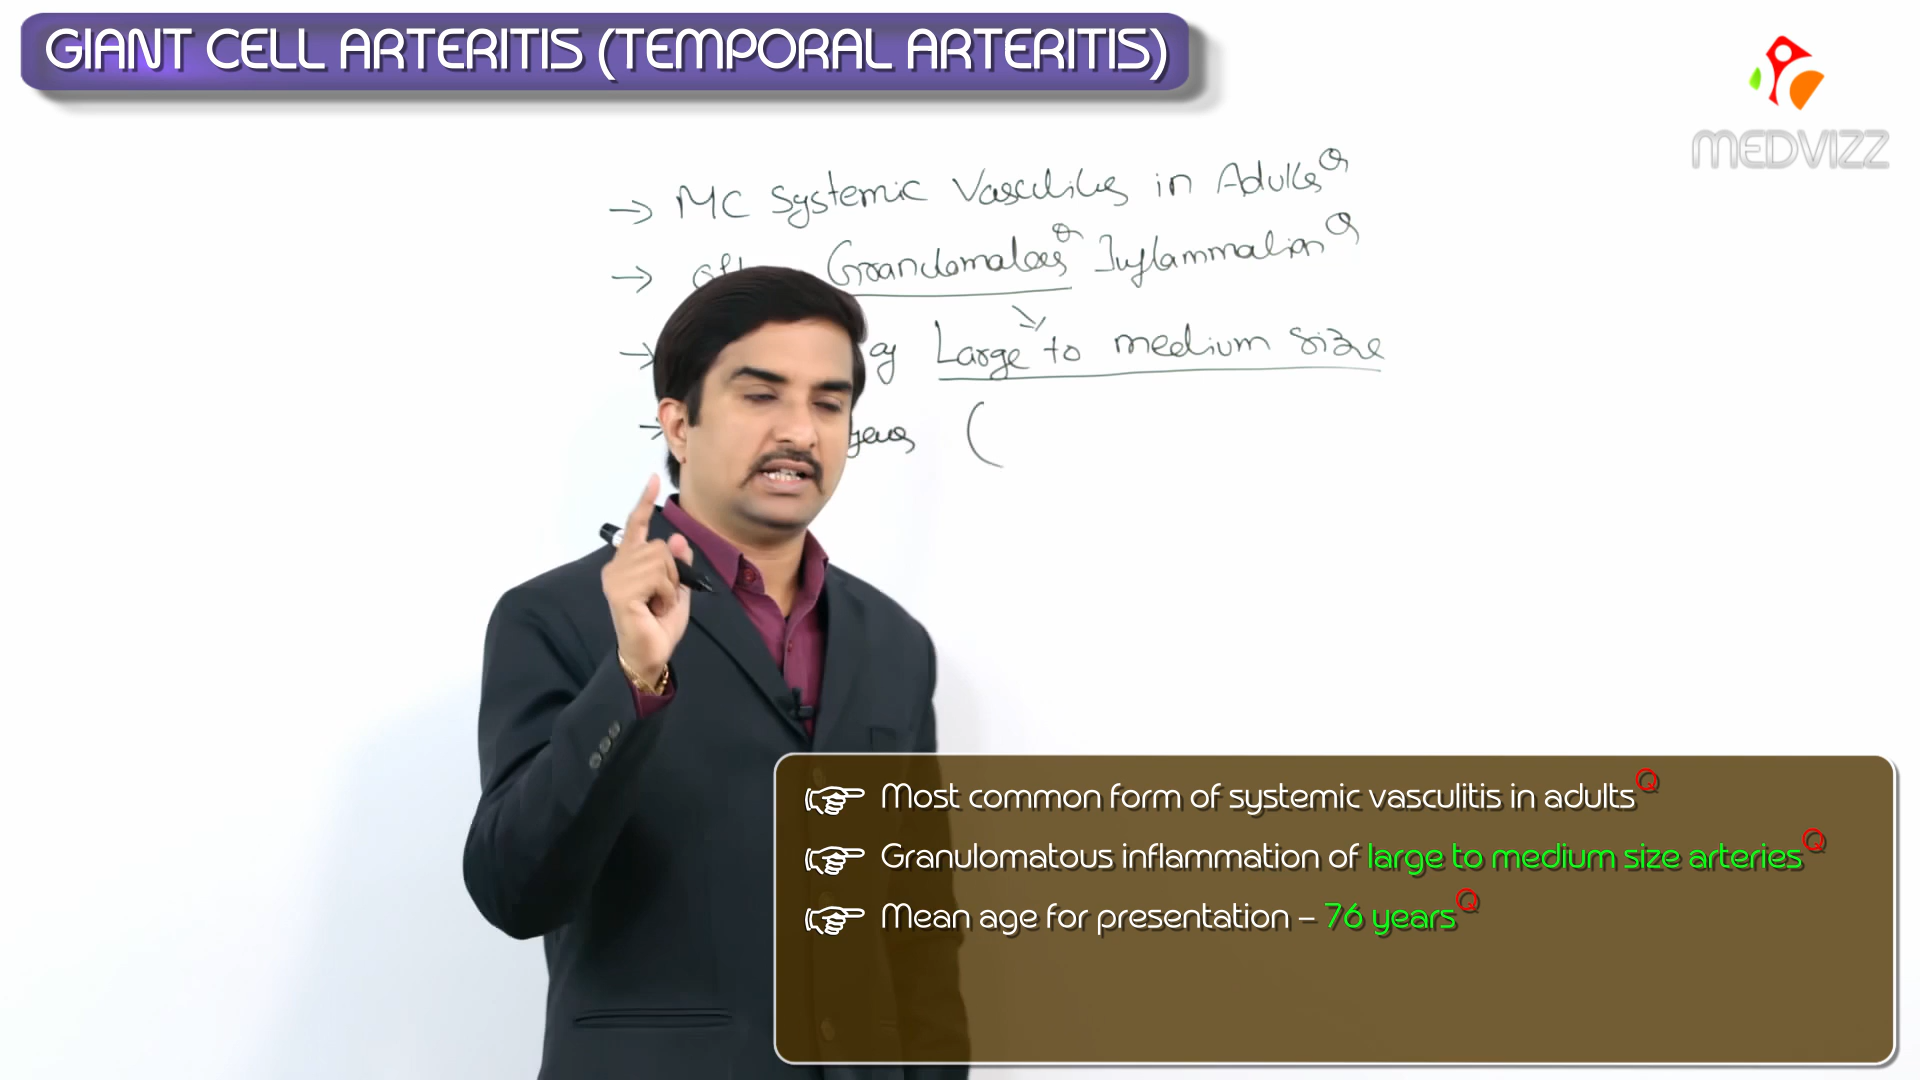 GIANT CELL ARTERITIS (TEMPORAL ARTERITIS)
MEDVIZZ
→ MC Systemic Vasculitis in Adults Q
→ Granulomatous Q Inflammation Q
→ Large to medium size
→ years (
Most common form of systemic vasculitis in adults Q
Granulomatous inflammation of large to medium size arteries Q
Mean age for presentation – 76 years Q